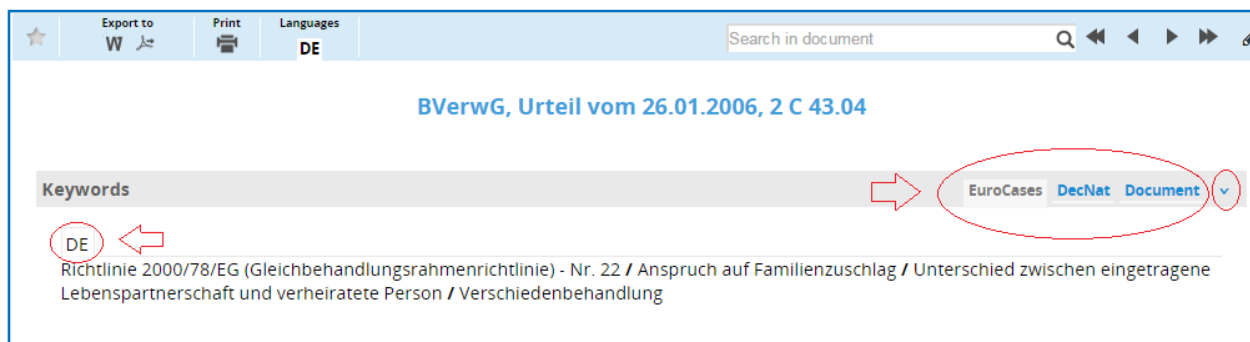 Export to Print Languages
W DE Search in document
BVerwG, Urteil vom 26.01.2006, 2 C 43.04
Keywords EuroCases DecNat Document
DE
Richtlinie 2000/78/EG (Gleichbehandlungsrahmenrichtlinie) - Nr. 22 / Anspruch auf Familienzuschlag / Unterschied zwischen eingetragene
Lebenspartnerschaft und verheiratete Person / Verschiedenbehandlung